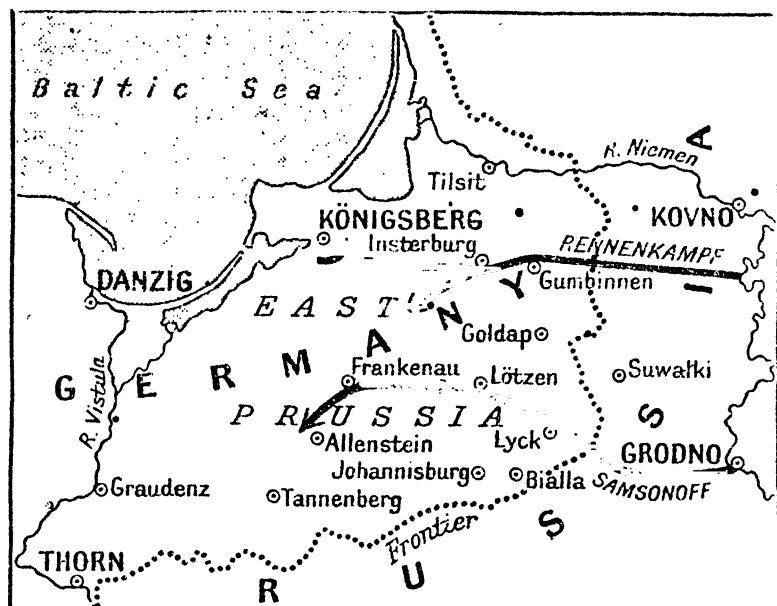 Baltic Sea
R. Niemen
Tilsit
KÖNIGSBERG
KOVNO
Insterburg
RENNENKAMPF
DANZIG
Gumbinnen
EAST
Goldap
GERMANY
Frankenau
Lötzen
Suwałki
R. Vistula
PRUSSIA
Allenstein
Lyck
GRODNO
Johannisburg
Bialla
SAMSONOFF
Graudenz
Tannenberg
Frontier
THORN
RUSSIA